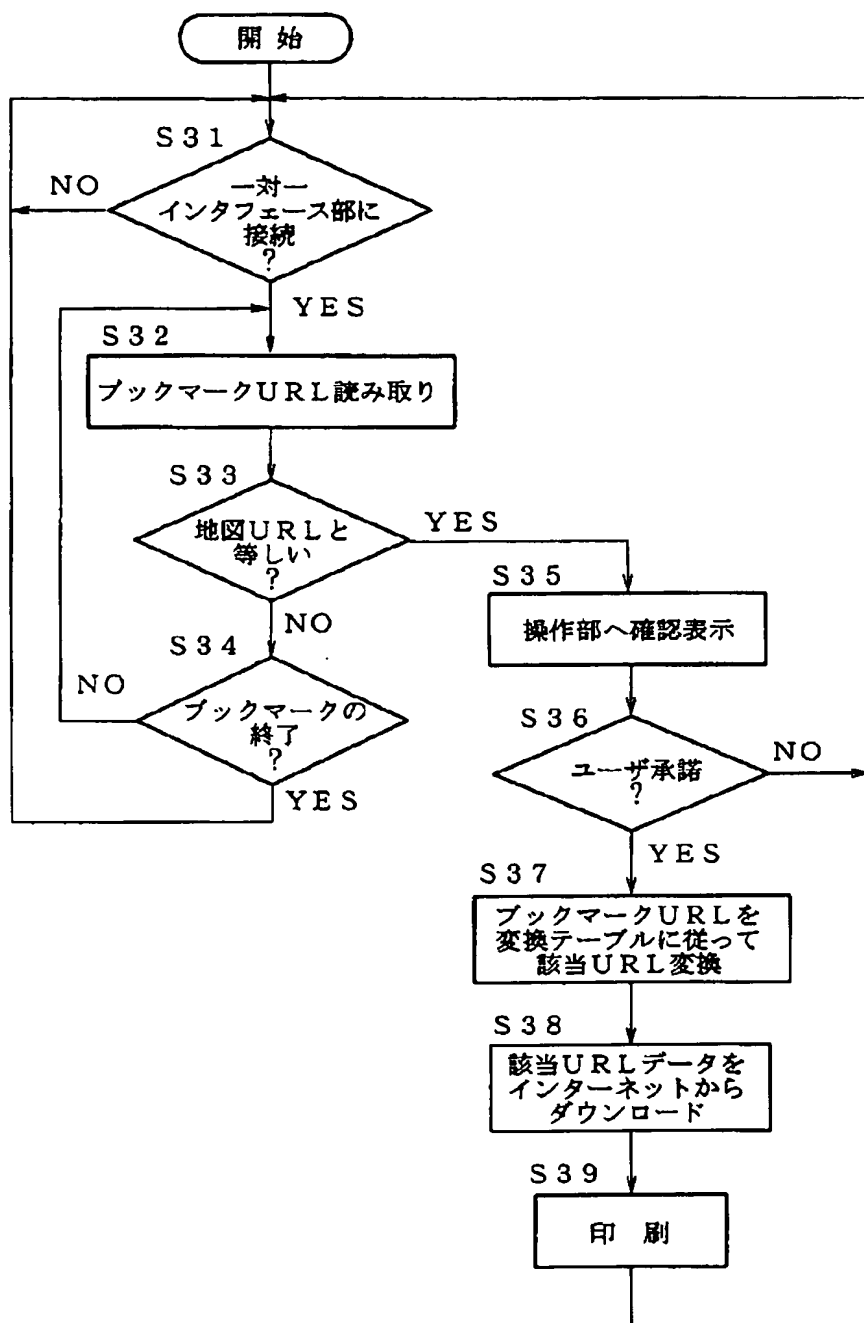 開始
S31
NO
一対一
インタフェース部に
接続
?
YES
S32
ブックマークURL読み取り
S33
地図URLと
等しい
?
YES
NO
S34
NO
ブックマークの
終了
?
YES
S35
操作部へ確認表示
S36
ユーザ承諾
?
NO
YES
S37
ブックマークURLを
変換テーブルに従って
該当URL変換
S38
該当URLデータを
インターネットから
ダウンロード
S39
印刷